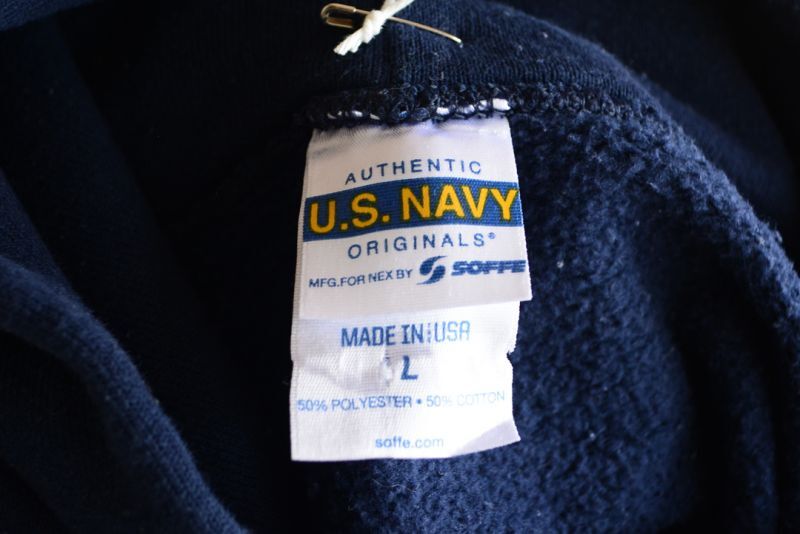 AUTHENTIC
U.S. NAVY
ORIGINALS®
MFG. FOR NEX BY SOFFE
MADE IN USA
L
50% POLYESTER • 50% COTTON
soffe.com